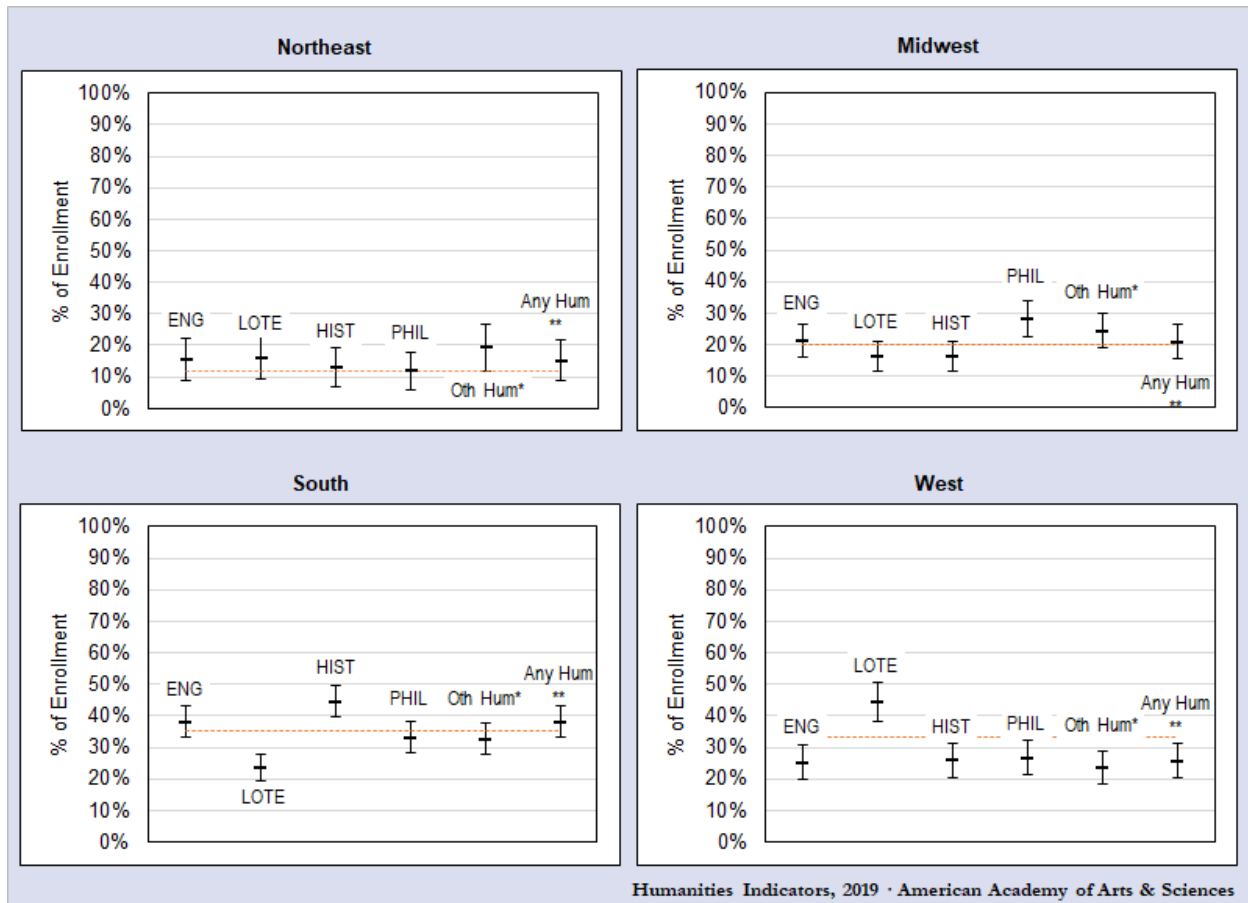 Northeast
% of Enrollment
100%
90%
80%
70%
60%
50%
40%
30%
20%
10%
0%
ENG
LOTE
HIST
PHIL
Oth Hum*
Any Hum
**
Midwest
% of Enrollment
100%
90%
80%
70%
60%
50%
40%
30%
20%
10%
0%
ENG
LOTE
HIST
PHIL
Oth Hum*
Any Hum
**
South
% of Enrollment
100%
90%
80%
70%
60%
50%
40%
30%
20%
10%
0%
ENG
LOTE
HIST
PHIL
Oth Hum*
Any Hum
**
West
% of Enrollment
100%
90%
80%
70%
60%
50%
40%
30%
20%
10%
0%
ENG
LOTE
HIST
PHIL
Oth Hum*
Any Hum
**
Humanities Indicators, 2019 · American Academy of Arts & Sciences